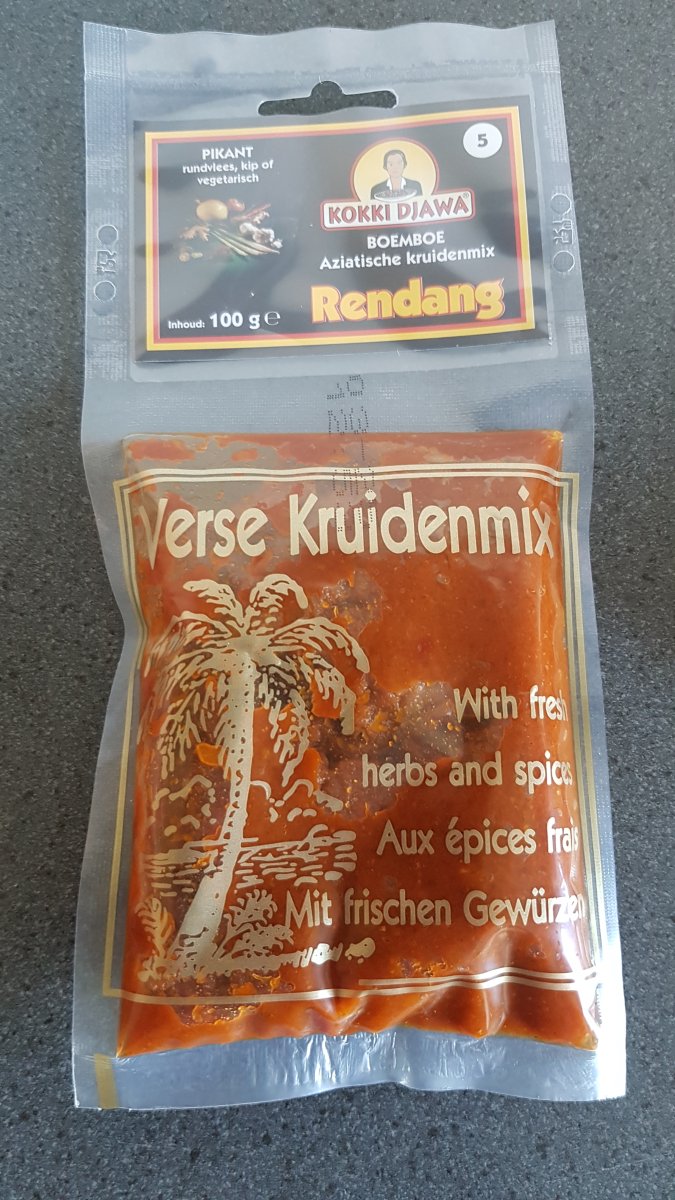 PIKANT
rundvlees, kip of
vegetarisch
5
KOKKI DJAWA®
BOEMBOE
Aziatische kruidenmix
Rendang
Inhoud: 100 g ℮
Verse Kruidenmix
With fresh
herbs and spices
Aux épices frais
Mit frischen Gewürzen